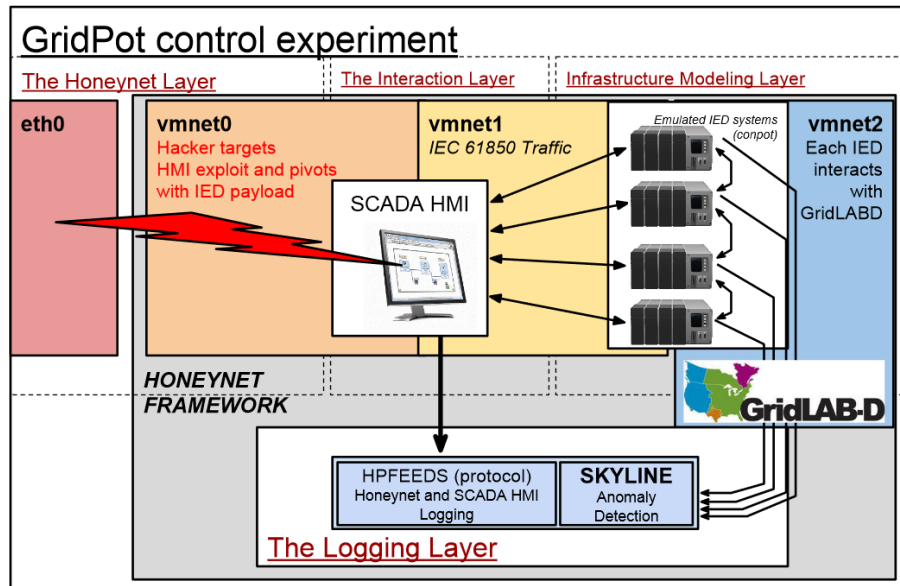 GridPot control experiment
The Honeynet Layer
The Interaction Layer
Infrastructure Modeling Layer
eth0
vmnet0
Hacker targets
HMI exploit and pivots
with IED payload
vmnet1
IEC 61850 Traffic
Emulated IED systems
(conpot)
vmnet2
Each IED
interacts
with
GridLABD
SCADA HMI
HONEYNET
FRAMEWORK
GridLAB-D
HPFEEDS (protocol)
Honeynet and SCADA HMI
Logging
SKYLINE
Anomaly
Detection
The Logging Layer